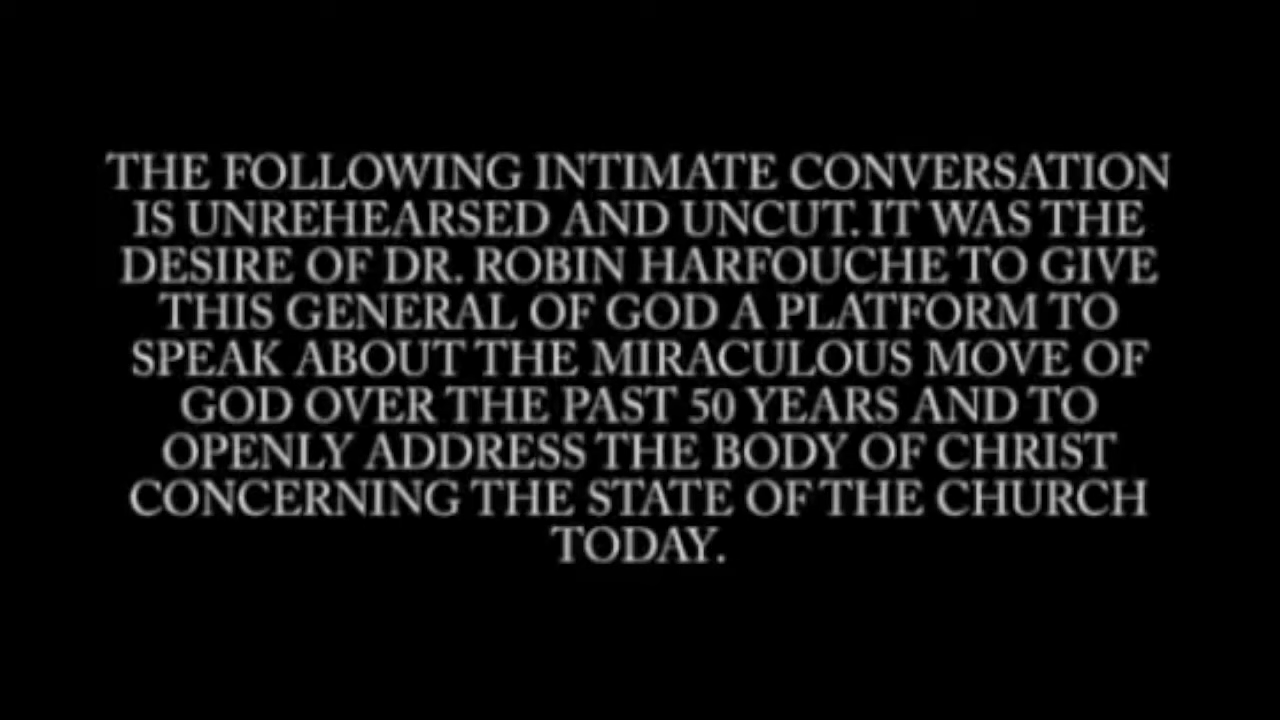 THE FOLLOWING INTIMATE CONVERSATION
IS UNREHEARSED AND UNCUT. IT WAS THE
DESIRE OF DR. ROBIN HARFOUCHE TO GIVE
THIS GENERAL OF GOD A PLATFORM TO
SPEAK ABOUT THE MIRACULOUS MOVE OF
GOD OVER THE PAST 50 YEARS AND TO
OPENLY ADDRESS THE BODY OF CHRIST
CONCERNING THE STATE OF THE CHURCH
TODAY.